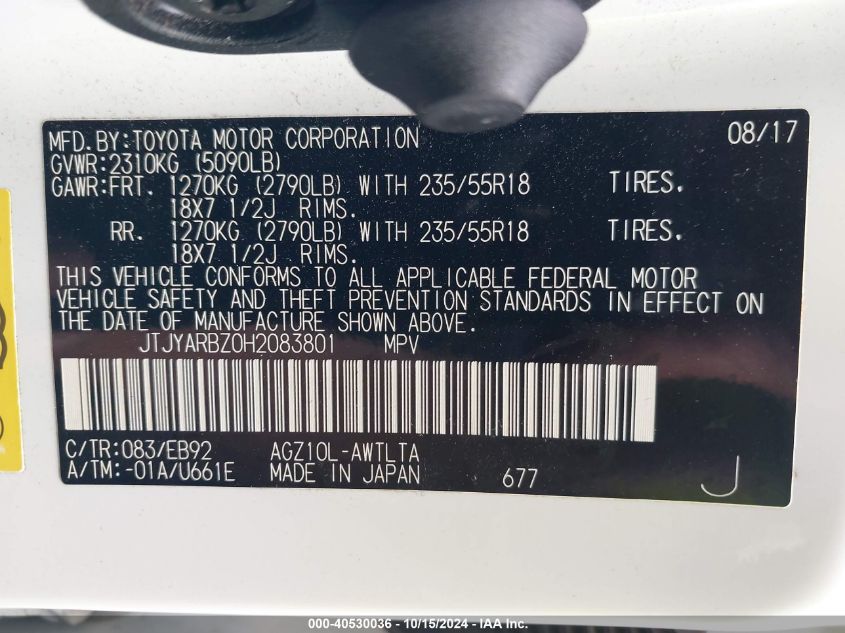 MFD.BY:TOYOTA MOTOR CORPORATION 08/17
GVWR:2310KG (5090LB)
GAWR:FRT. 1270KG (2790LB) WITH 235/55R18 TIRES.
18X7 1/2J RIMS.
RR. 1270KG (2790LB) WITH 235/55R18 TIRES.
18X7 1/2J RIMS.
THIS VEHICLE CONFORMS TO ALL APPLICABLE FEDERAL MOTOR
VEHICLE SAFETY AND THEFT PREVENTION STANDARDS IN EFFECT ON
THE DATE OF MANUFACTURE SHOWN ABOVE.
JTJYARBZ0H2083801 MPV
C/TR:083/EB92 AGZ10L-AWTLTA
A/TM:-01A/U661E MADE IN JAPAN 677 J
000-40530036 - 10/15/2024 - IAA Inc.